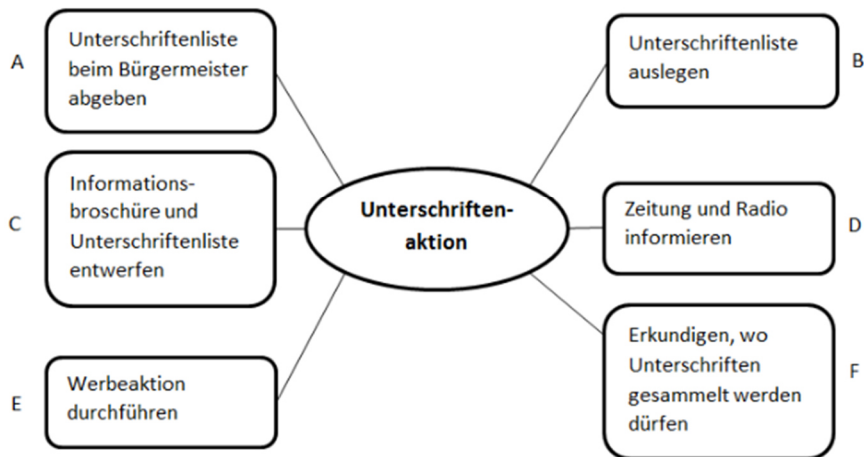 A
Unterschriftenliste
beim Bürgermeister
abgeben
Unterschriftenliste
auslegen
B
C
Informations-
broschüre und
Unterschriftenliste
entwerfen
Unterschriften-
aktion
Zeitung und Radio
informieren
D
E
Werbeaktion
durchführen
Erkundigen, wo
Unterschriften
gesammelt werden
dürfen
F